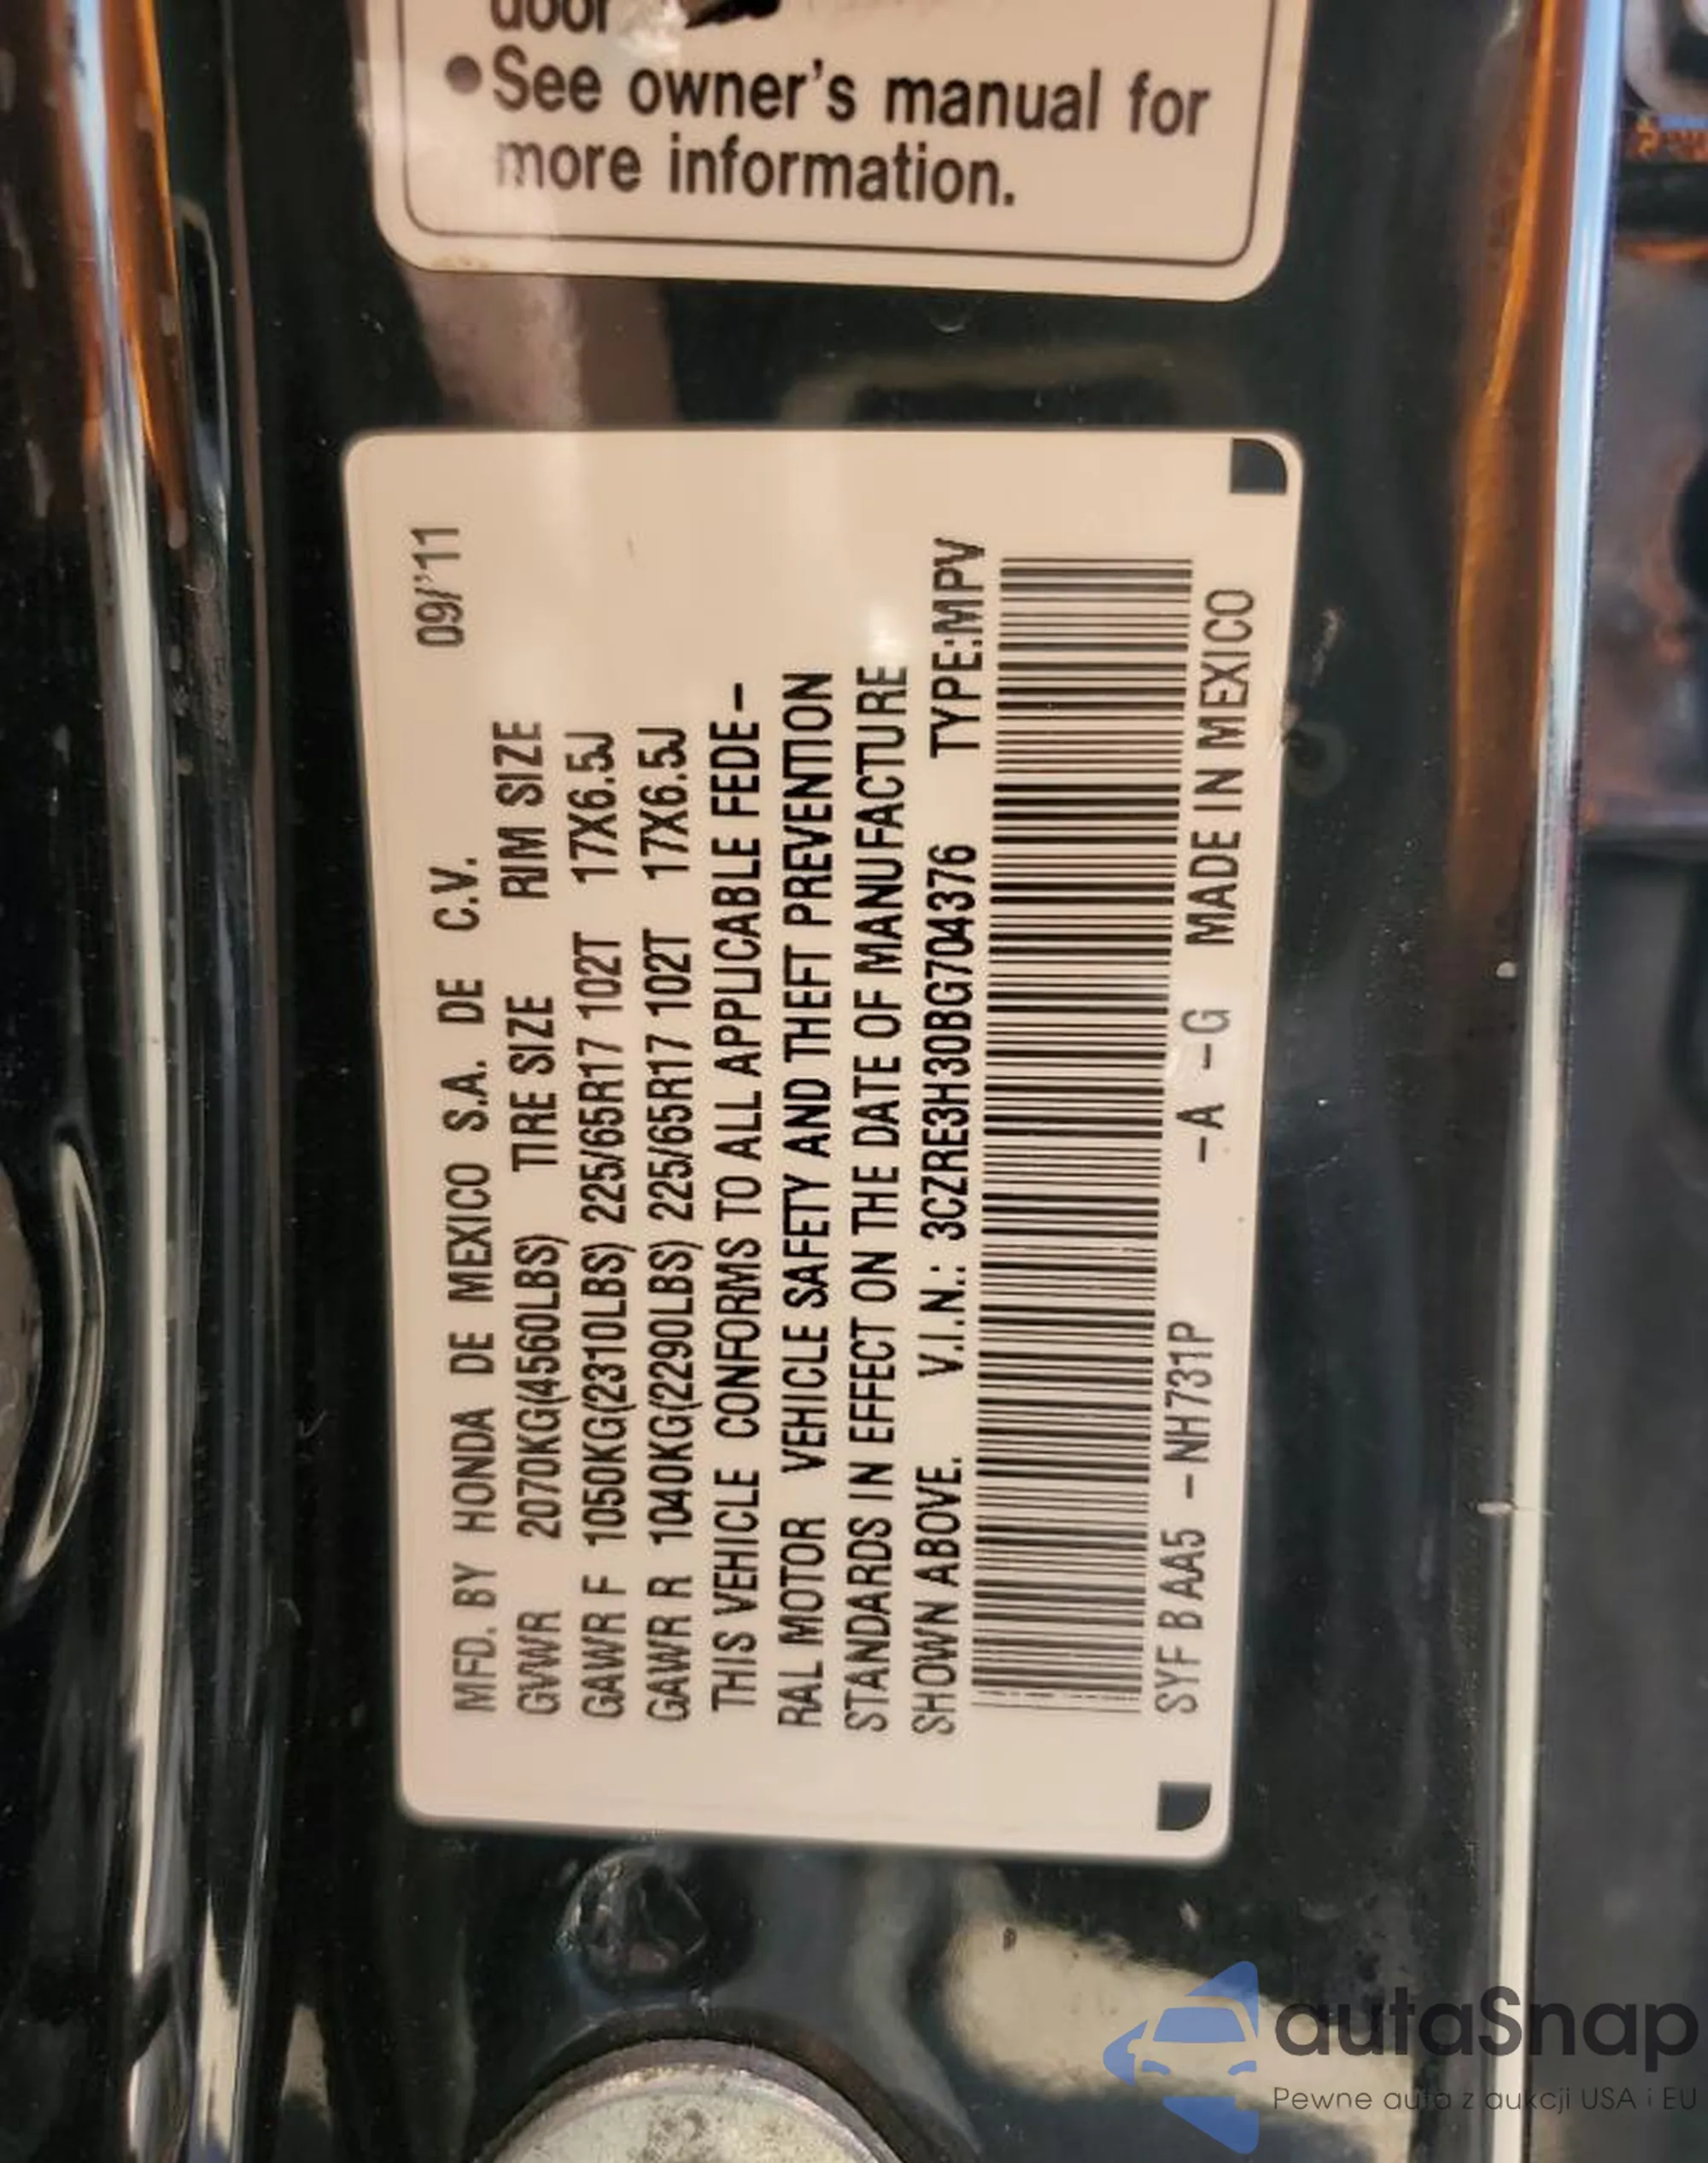 door
•See owner's manual for
more information.
MFD. BY HONDA DE MEXICO S.A. DE C.V. 09/'11
GVWR 2070KG(4560LBS) TIRE SIZE RIM SIZE
GAWR F 1050KG(2310LBS) 225/65R17 102T 17X6.5J
GAWR R 1040KG(2290LBS) 225/65R17 102T 17X6.5J
THIS VEHICLE CONFORMS TO ALL APPLICABLE FEDE-
RAL MOTOR VEHICLE SAFETY AND THEFT PREVENTION
STANDARDS IN EFFECT ON THE DATE OF MANUFACTURE
SHOWN ABOVE. V.I.N.: 3CZRE3H30BG704376 TYPE:MPV
SYF BAA5 -NH731P -A -G MADE IN MEXICO
autaSnap
Pewne auta z aukcji USA i EU